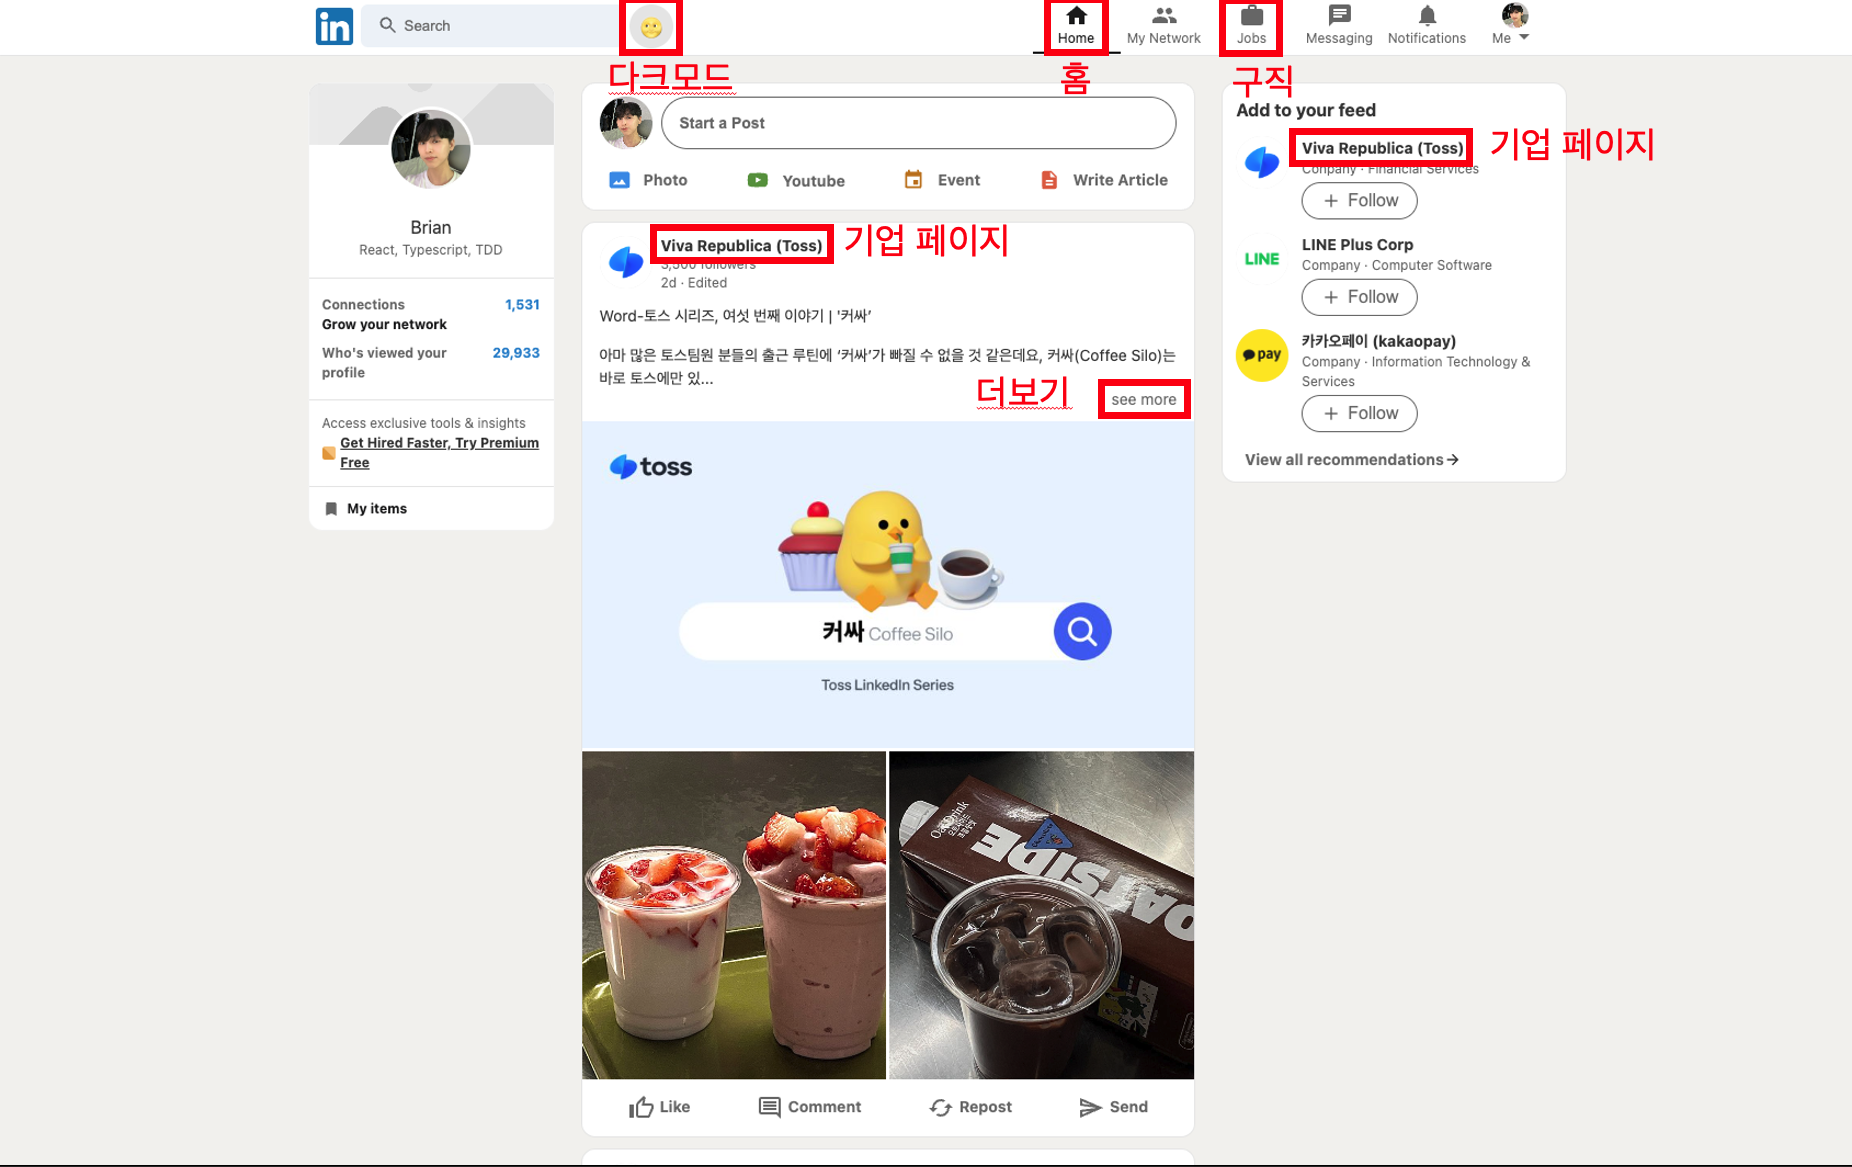 in
Search
Home
My Network
Jobs
Messaging
Notifications
Me
다크모드
홈
구직
Brian
React, Typescript, TDD
Connections 1,531
Grow your network
Who's viewed your 29,933
profile
Access exclusive tools & insights
Get Hired Faster, Try Premium
Free
My items
Start a Post
Photo
Youtube
Event
Write Article
Viva Republica (Toss) 기업 페이지
3,500 followers
2d · Edited
Word-토스 시리즈, 여섯 번째 이야기 | '커싸’
아마 많은 토스팀원 분들의 출근 루틴에 ‘커싸’가 빠질 수 없을 것 같은데요, 커싸(Coffee Silo)는
바로 토스에만 있...
더보기 see more
toss
커싸 Coffee Silo
Toss LinkedIn Series
OATSIDE
Like
Comment
Repost
Send
Add to your feed
Viva Republica (Toss) 기업 페이지
Conpany · Financial Services
+ Follow
LINE
LINE Plus Corp
Company · Computer Software
+ Follow
pay
카카오페이 (kakaopay)
Company · Information Technology &
Services
+ Follow
View all recommendations→